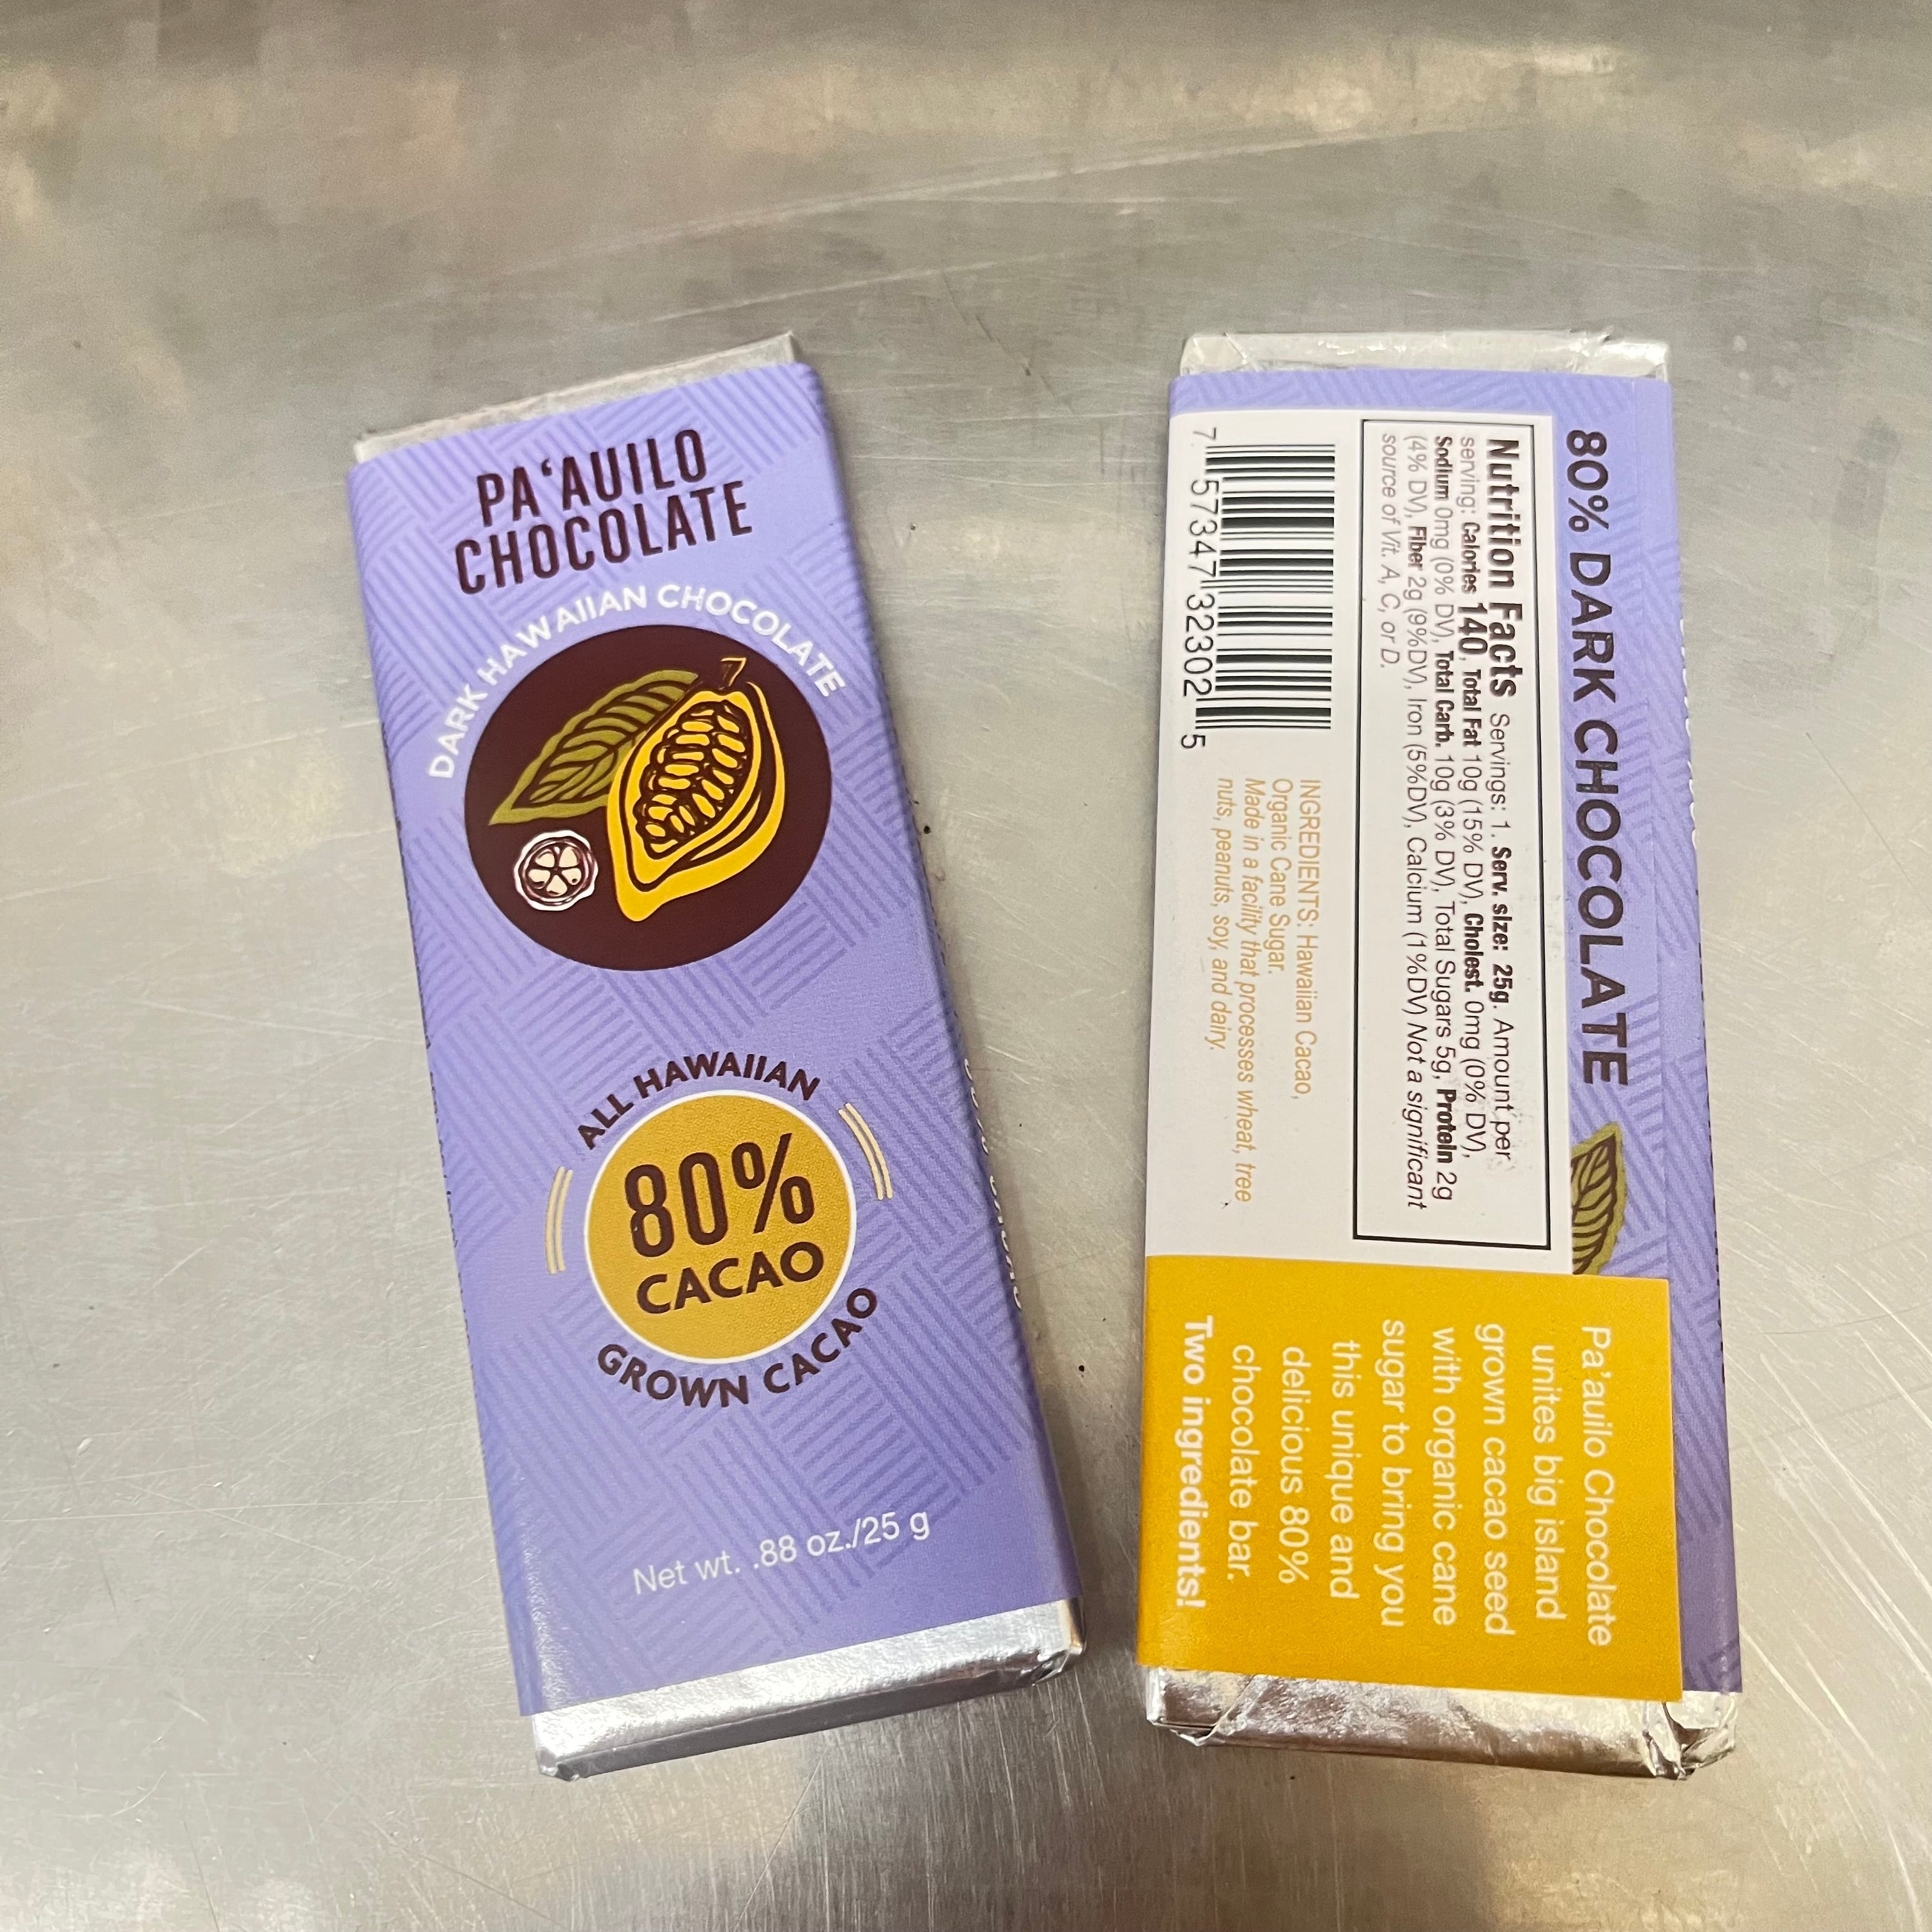 PA‘AUILO
CHOCOLATE
DARK HAWAIIAN CHOCOLATE
ALL HAWAIIAN
80%
CACAO
GROWN CACAO
Net wt. .88 oz./25 g
80% DARK CHOCOLATE
Nutrition Facts Servings: 1. Serv. size: 25g. Amount per
serving: Calories 140, Total Fat 10g (15% DV), Cholest. 0mg (0% DV),
Sodium 0mg (0% DV), Total Carb. 10g (3% DV), Total Sugars 5g, Protein 2g
(4% DV), Fiber 2g (9%DV), Iron (5%DV), Calcium (1%DV) Not a significant
source of Vit. A, C, or D.
7 57347 32302 5
INGREDIENTS: Hawaiian Cacao,
Organic Cane Sugar.
Made in a facility that processes wheat, tree
nuts, peanuts, soy, and dairy.
Pa'auilo Chocolate
unites big island
grown cacao seed
with organic cane
sugar to bring you
this unique and
delicious 80%
chocolate bar.
Two ingredients!